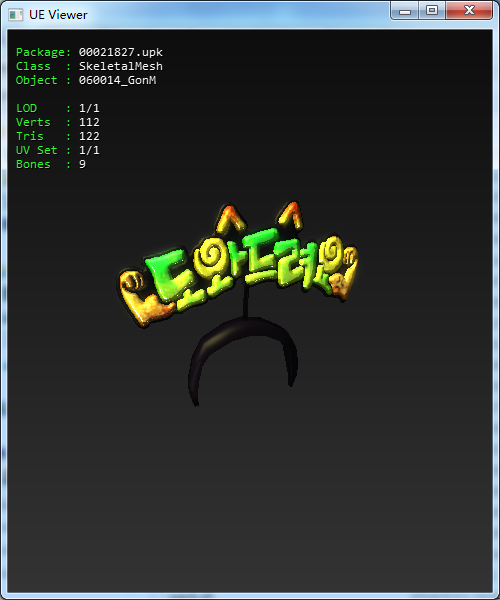 UE Viewer
Package: 00021827.upk
Class : SkeletalMesh
Object : 060014_GonM
LOD : 1/1
Verts : 112
Tris : 122
UV Set : 1/1
Bones : 9
도와드려요